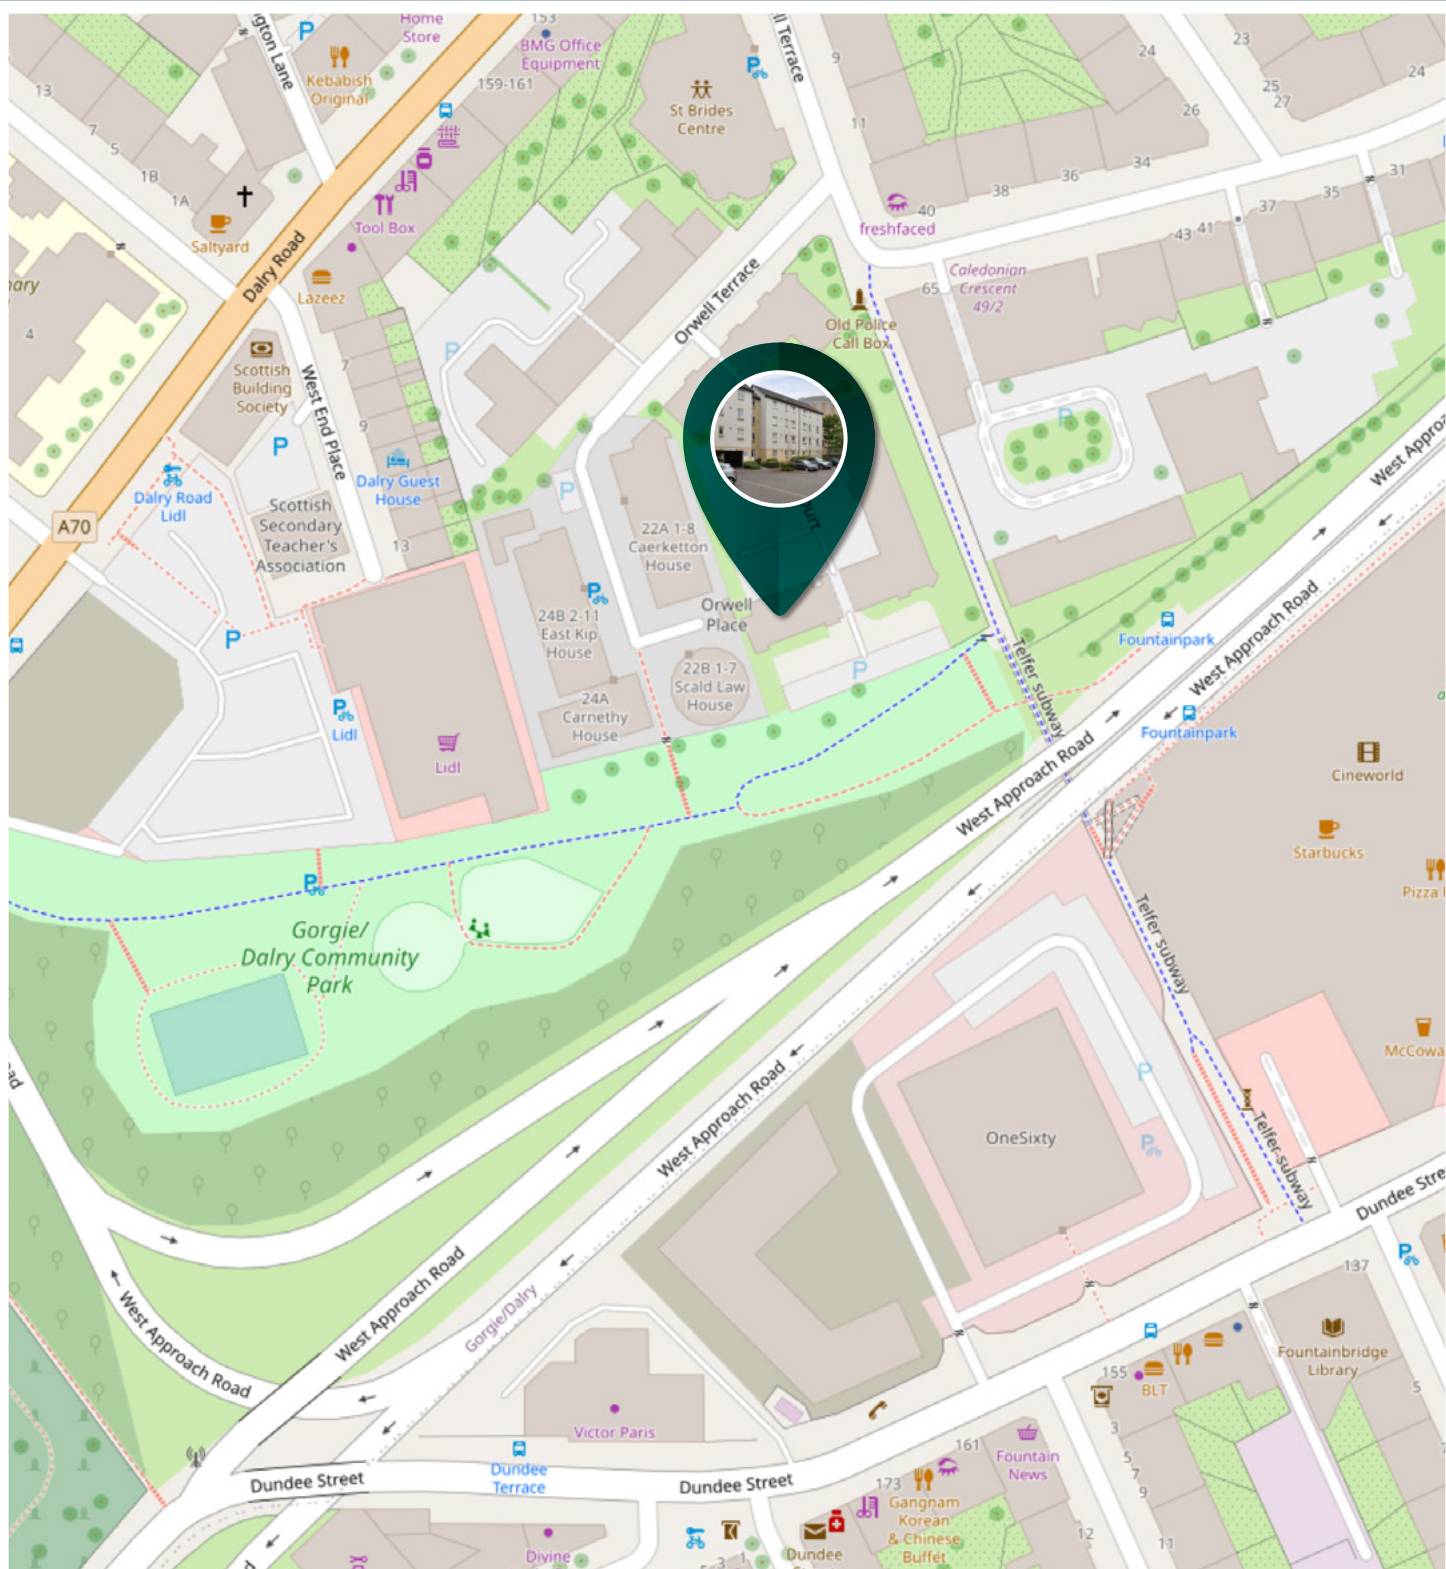 153
Home
Store
BMG Office
Equipment
159-161
Kebabish
Original
St Brides
Centre
13
7
5
1B
1A
Saltyard
Tool Box
Lazeez
Dalry Road
4
Scottish
Building
Society
West End Place
7
9
Dalry Guest
House
13
Dalry Road
Lidl
A70
Scottish
Secondary
Teacher's
Association
Orwell Terrace
9
11
24
23
25
27
24
26
34
36
38
40
freshfaced
31
35
37
41
43
65
Caledonian
Crescent
49/2
Old Police
Call Box
22A 1-8
Caerketton
House
24B 2-11
East Kip
House
Orwell
Place
22B 1-7
Scald Law
House
24A
Carnethy
House
Lidl
Lidl
Telfer subway
Fountainpark
Fountainpark
West Approach Road
West Approach Road
Cineworld
Starbucks
Telfer subway
Gorgie/
Dalry Community
Park
West Approach Road
OneSixty
Telfer subway
Dundee Stre
West Approach Road
West Approach Road
Gorgie/Dalry
137
Fountainbridge
Library
155
BLT
5
3
5
7
9
11
12
Victor Paris
Dundee
Terrace
Dundee Street
Dundee Street
161
Fountain
News
173
Gangnam
Korean
& Chinese
Buffet
Divine
Dundee